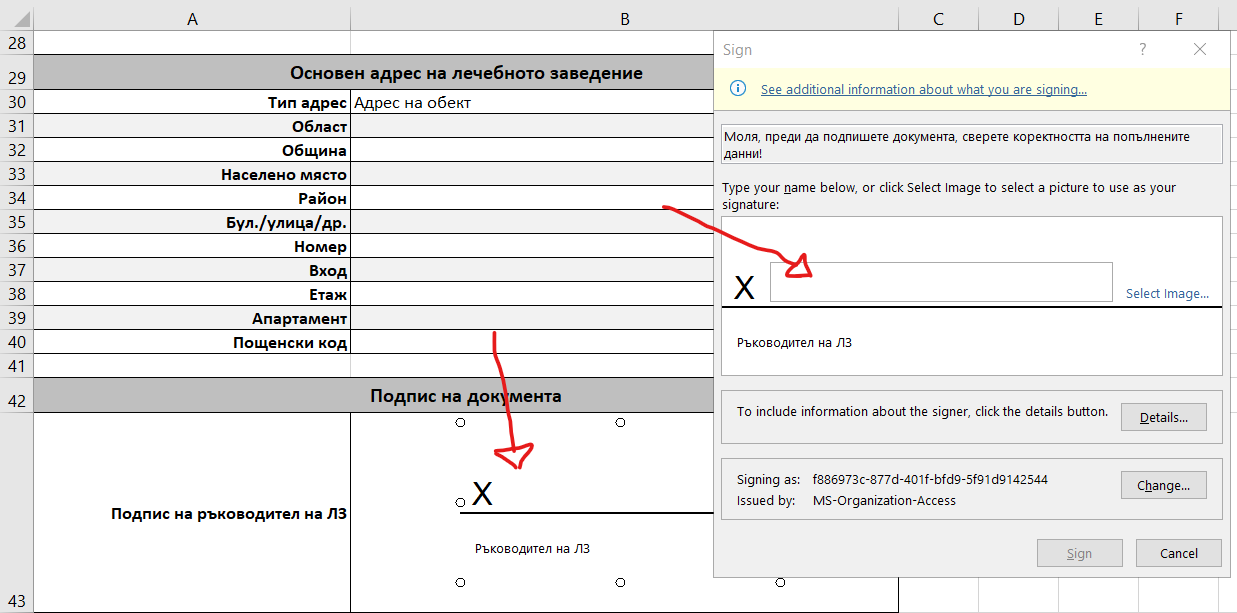 A B C D E F
28
29 Основен адрес на лечебното заведение
30 Тип адрес Адрес на обект
31 Област
32 Община
33 Населено място
34 Район
35 Бул./улица/др.
36 Номер
37 Вход
38 Етаж
39 Апартамент
40 Пощенски код
41
42 Подпис на документа
X
Подпис на ръководител на ЛЗ
Ръководител на ЛЗ
43
Sign ? ×
See additional information about what you are signing...
Моля, преди да подпишете документа, сверете коректността на попълнените
данни!
Type your name below, or click Select Image to select a picture to use as your
signature:
X
Select Image...
Ръководител на ЛЗ
To include information about the signer, click the details button.
Details...
Signing as: f886973c-877d-401f-bfd9-5f91d9142544
Issued by: MS-Organization-Access
Change...
Sign Cancel